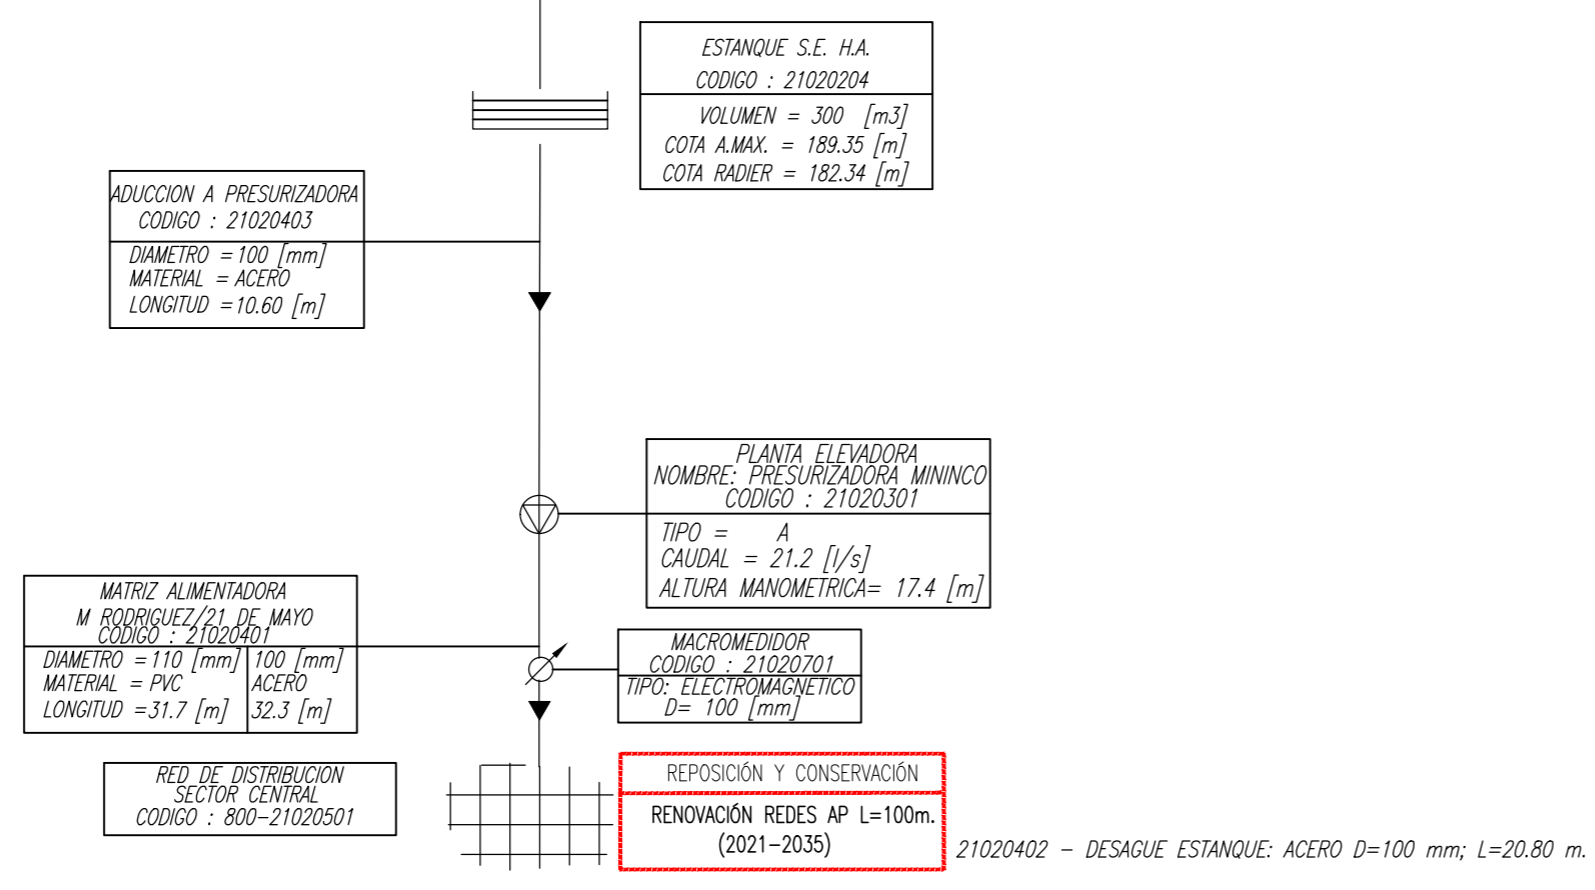 ESTANQUE S.E. H.A.
CODIGO : 21020204
VOLUMEN = 300 [m3]
COTA A.MAX. = 189.35 [m]
COTA RADIER = 182.34 [m]
ADUCCION A PRESURIZADORA
CODIGO : 21020403
DIAMETRO =100 [mm]
MATERIAL = ACERO
LONGITUD =10.60 [m]
PLANTA ELEVADORA
NOMBRE: PRESURIZADORA MININCO
CODIGO : 21020301
TIPO = A
CAUDAL = 21.2 [l/s]
ALTURA MANOMETRICA= 17.4 [m]
MATRIZ ALIMENTADORA
M RODRIGUEZ/21 DE MAYO
CODIGO : 21020401
DIAMETRO =110 [mm] 100 [mm]
MATERIAL = PVC ACERO
LONGITUD =31.7 [m] 32.3 [m]
MACROMEDIDOR
CODIGO : 21020701
TIPO: ELECTROMAGNETICO
D= 100 [mm]
RED DE DISTRIBUCION
SECTOR CENTRAL
CODIGO : 800-21020501
REPOSICIÓN Y CONSERVACIÓN
RENOVACIÓN REDES AP L=100m.
(2021-2035)
21020402 - DESAGUE ESTANQUE: ACERO D=100 mm; L=20.80 m.